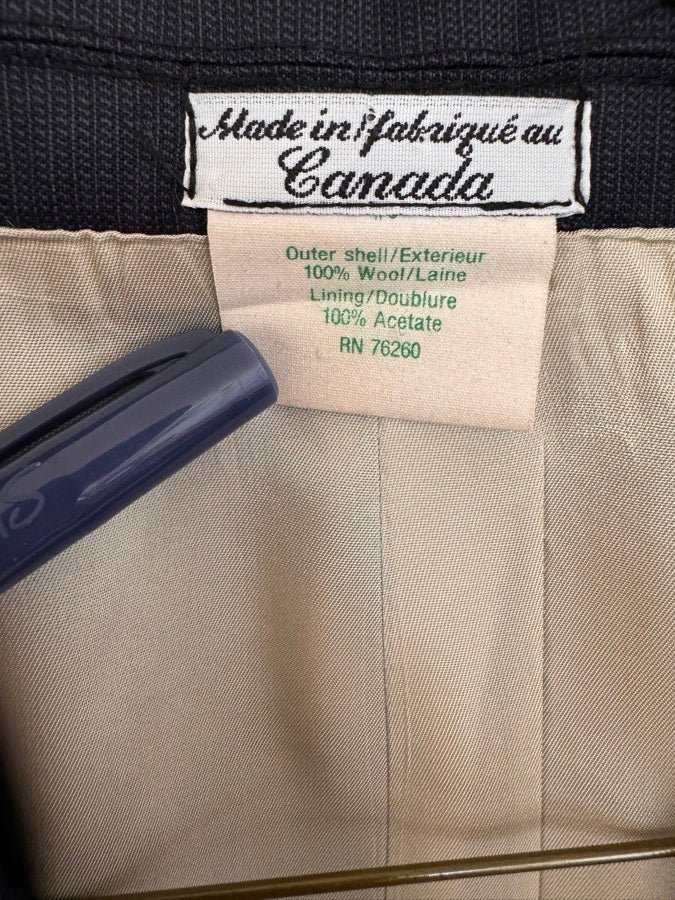 Made in/fabriqué au
Canada
Outer shell/Exterieur
100% Wool/Laine
Lining/Doublure
100% Acetate
RN 76260